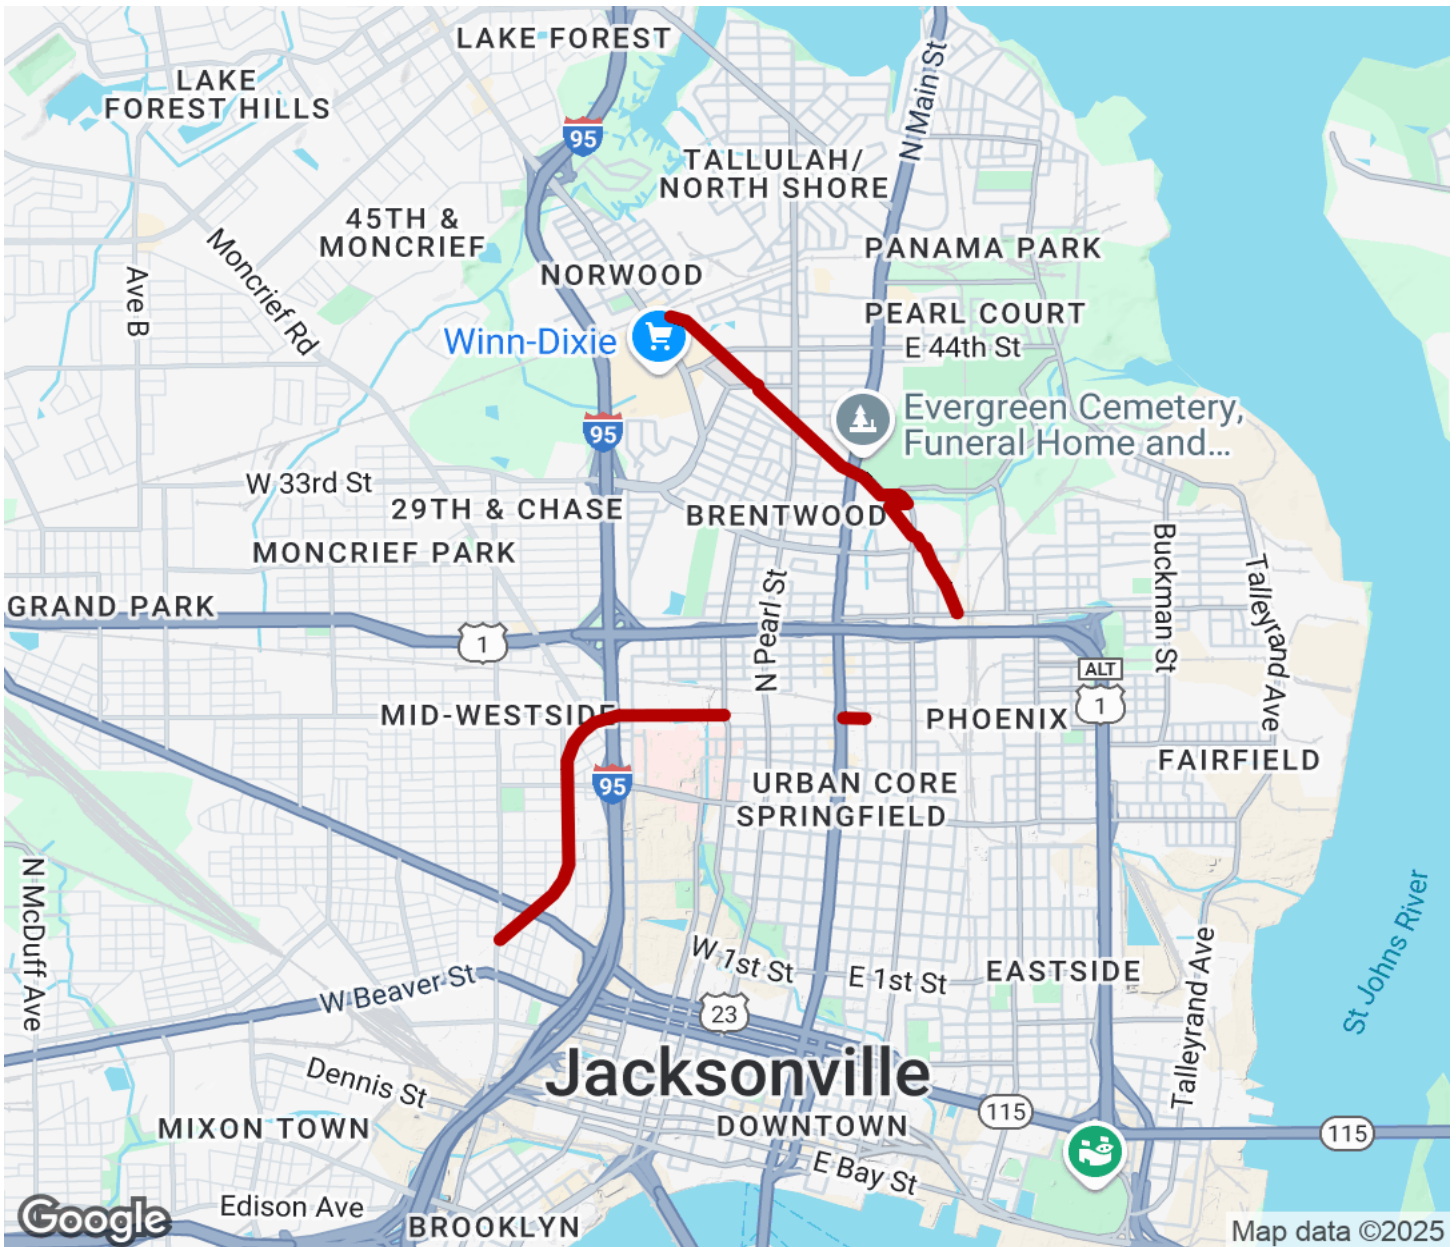 LAKE FOREST
LAKE
FOREST HILLS
95
N Main St
TALLULAH/
NORTH SHORE
45TH &
MONCRIEF
Moncrief Rd
Ave B
PANAMA PARK
NORWOOD
PEARL COURT
Winn-Dixie
E 44th St
Evergreen Cemetery,
Funeral Home and...
95
W 33rd St
29TH & CHASE
BRENTWOOD
MONCRIEF PARK
Buckman St
Talleyrand Ave
GRAND PARK
1
N Pearl St
ALT
1
MID-WESTSIDE
PHOENIX
FAIRFIELD
95
URBAN CORE
SPRINGFIELD
N McDuff Ave
W 1st St
E 1st St
EASTSIDE
W Beaver St
23
Talleyrand Ave
St Johns River
Jacksonville
Dennis St
115
MIXON TOWN
DOWNTOWN
115
E Bay St
Edison Ave
BROOKLYN
Google
Map data ©2025